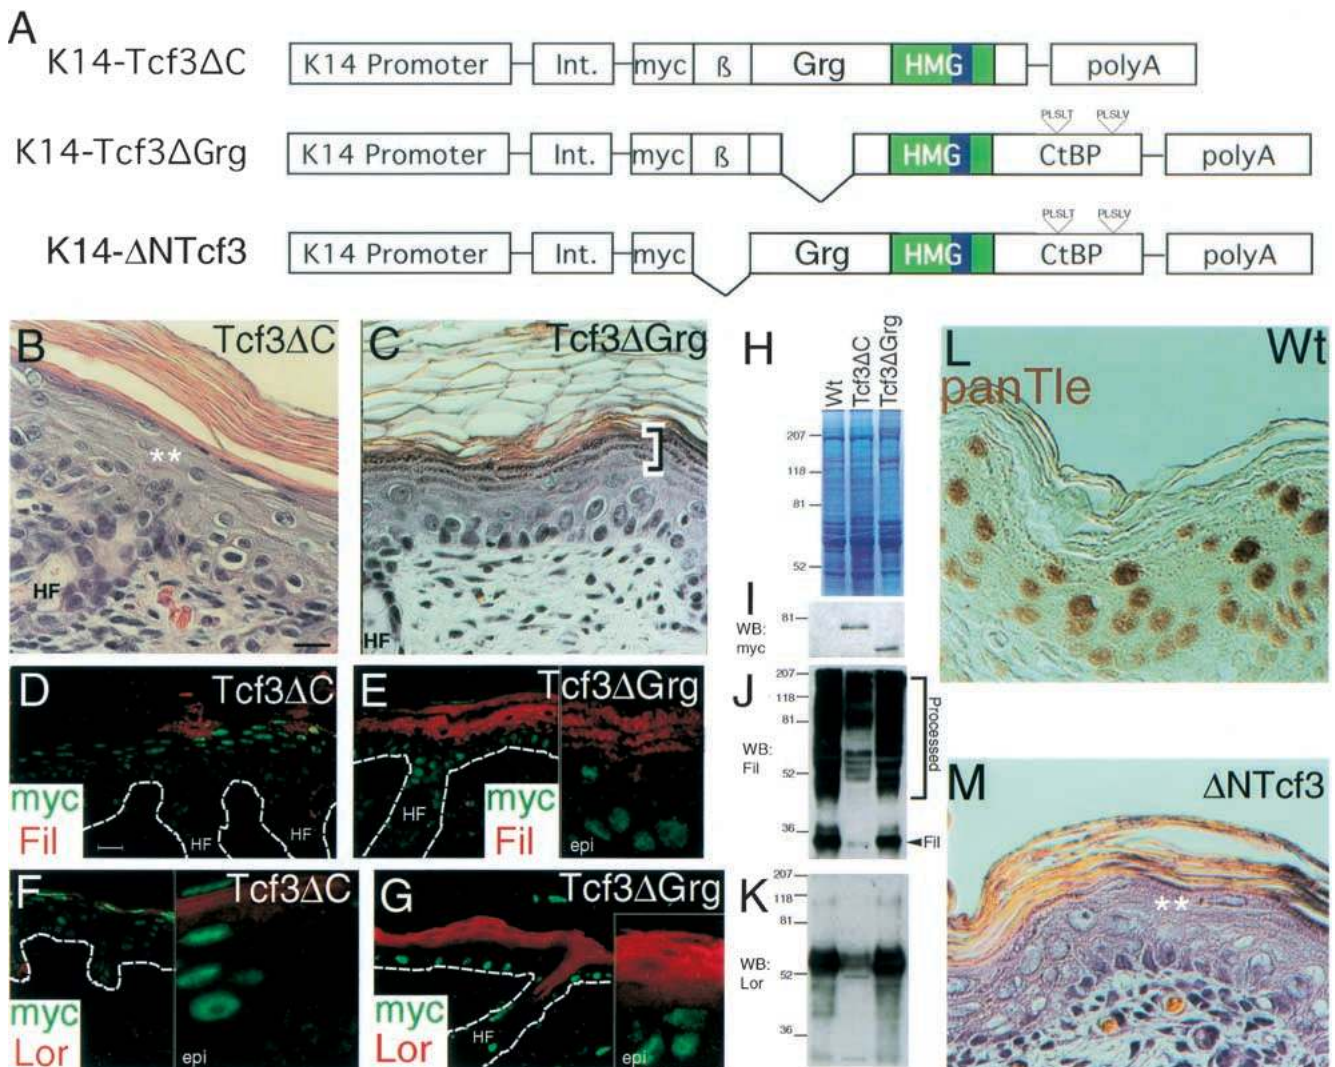 A
K14-Tcf3ΔC
K14 Promoter Int. myc ß Grg HMG polyA
PLSLT PLSLV
K14-Tcf3ΔGrg
K14 Promoter Int. myc ß HMG CtBP polyA
PLSLT PLSLV
K14-ΔNTcf3
K14 Promoter Int. myc Grg HMG CtBP polyA
B Tcf3ΔC
**
HF
C Tcf3ΔGrg
HF
H
Wt Tcf3ΔC Tcf3ΔGrg
207
118
81
52
I
81
WB:
myc
D Tcf3ΔC
myc
Fil
HF HF
E Tcf3ΔGrg
HF
myc
Fil
epi
J
207
118
81
WB:
Fil
52
36
Processed
Fil
F Tcf3ΔC
myc
Lor
epi
G Tcf3ΔGrg
myc
Lor
HF
epi
K
207
118
81
WB:
Lor
52
36
L Wt
panTle
M ΔNTcf3
**